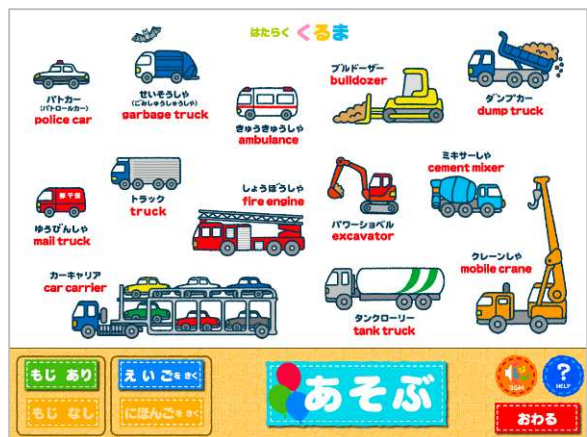 はたらく くるま
パトカー
(パトロールカー)
police car
せいそうしゃ
(ごみしゅうしゅうしゃ)
garbage truck
きゅうきゅうしゃ
ambulance
ブルドーザー
bulldozer
ダンプカー
dump truck
ゆうびんしゃ
mail truck
トラック
truck
しょうぼうしゃ
fire engine
パワーショベル
excavator
ミキサーしゃ
cement mixer
クレーンしゃ
mobile crane
カーキャリア
car carrier
タンクローリー
tank truck
もじ あり
もじ なし
えいごをきく
にほんごをきく
あそぶ
BGM
?
HELP
おわる